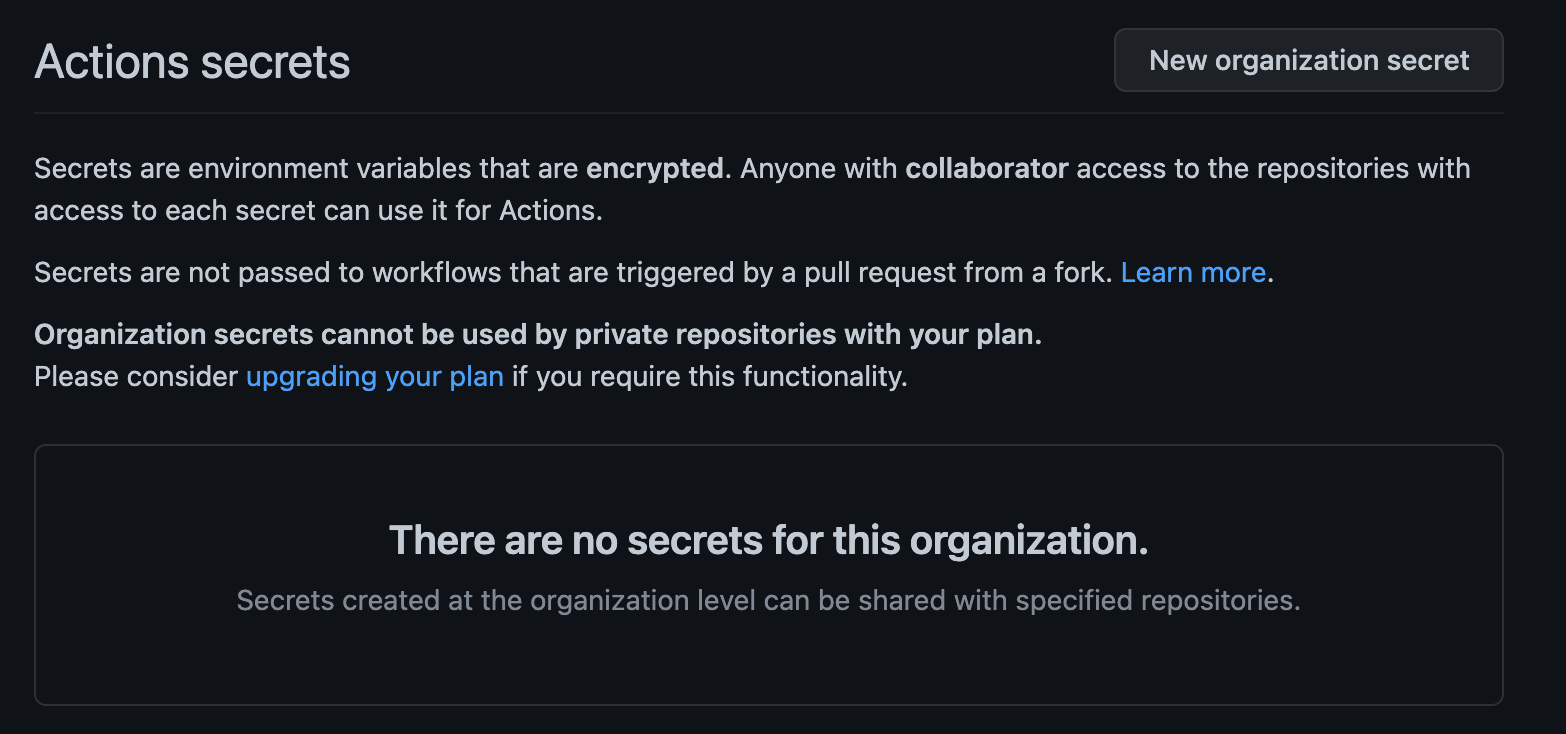 Actions secrets
New organization secret
Secrets are environment variables that are encrypted. Anyone with collaborator access to the repositories with
access to each secret can use it for Actions.
Secrets are not passed to workflows that are triggered by a pull request from a fork. Learn more.
Organization secrets cannot be used by private repositories with your plan.
Please consider upgrading your plan if you require this functionality.
There are no secrets for this organization.
Secrets created at the organization level can be shared with specified repositories.